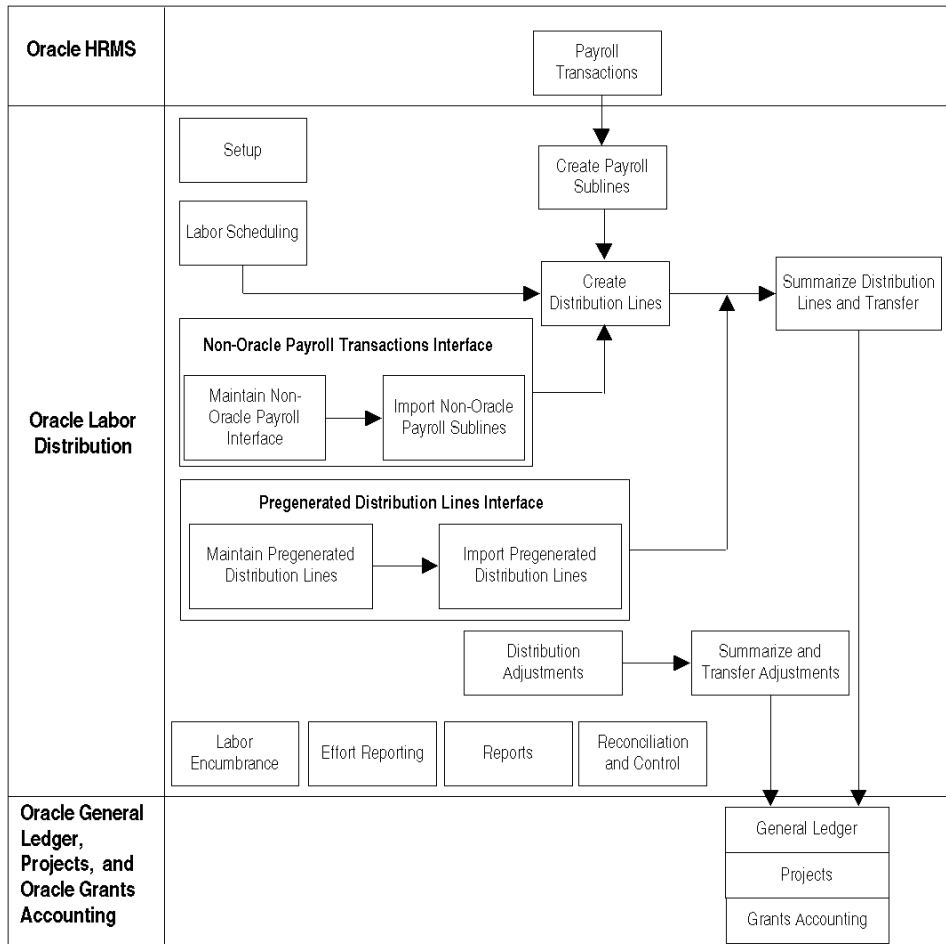 Oracle HRMS
Payroll
Transactions
Setup
Create Payroll
Sublines
Labor Scheduling
Create
Distribution Lines
Summarize Distribution
Lines and Transfer
Non-Oracle Payroll Transactions Interface
Maintain Non-
Oracle Payroll
Interface
Import Non-Oracle
Payroll Sublines
Oracle Labor
Distribution
Pregenerated Distribution Lines Interface
Maintain Pregenerated
Distribution Lines
Import Pregenerated
Distribution Lines
Distribution
Adjustments
Summarize and
Transfer Adjustments
Labor
Encumbrance
Effort Reporting
Reports
Reconciliation
and Control
Oracle General
Ledger,
Projects, and
Oracle Grants
Accounting
General Ledger
Projects
Grants Accounting